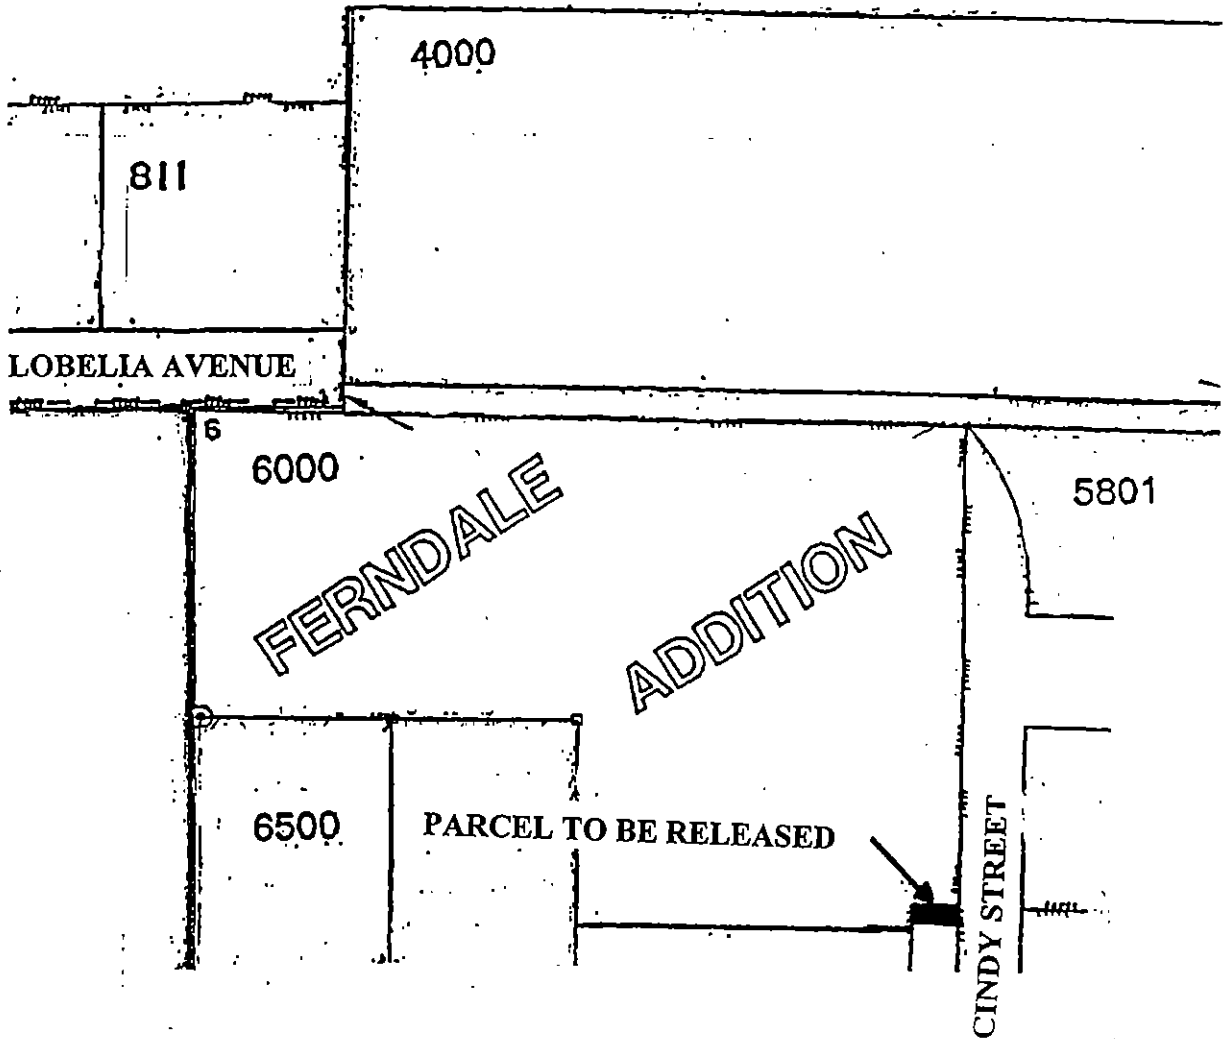 4000
811
LOBELIA AVENUE
6
6000
5801
FERNDALE
ADDITION
6500
PARCEL TO BE RELEASED
CINDY STREET